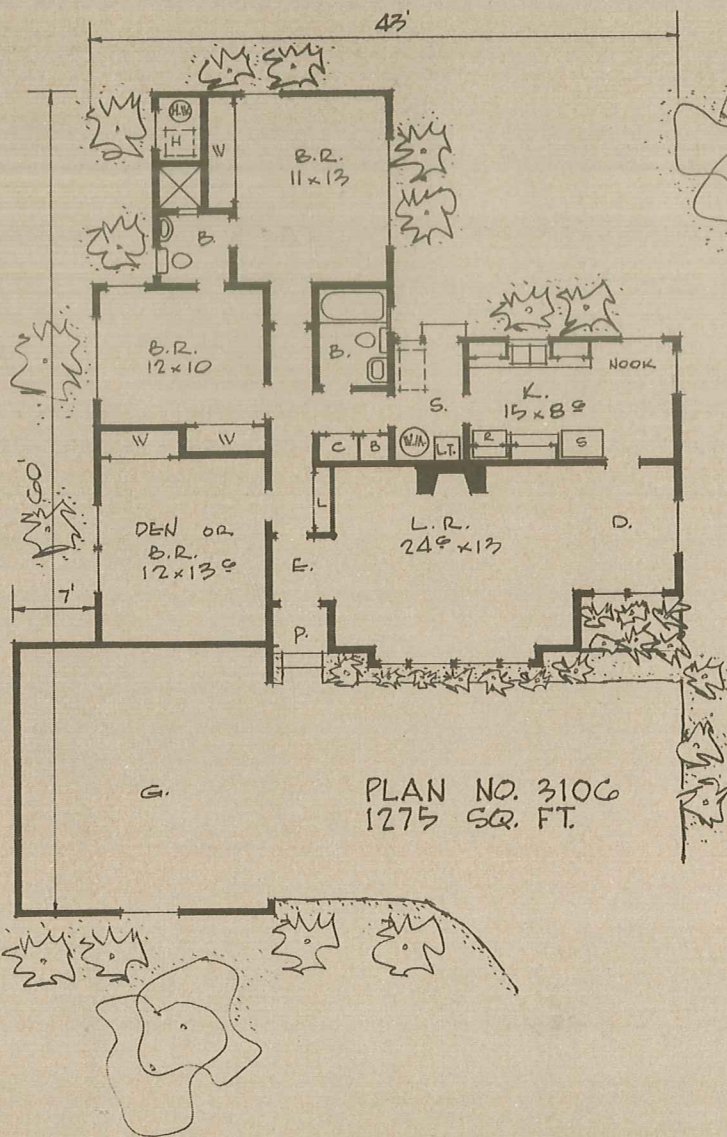 43'
H.W.
H
W
B.R.
11 x 13
B.
B.R.
12 x 10
B.
NOOK
K.
15 x 8⁶
S.
W W
C B
L.T.
R
S
60'
DEN OR
B.R.
12 x 13⁶
L
L.R.
24⁶ x 13
D.
E.
7'
P.
G.
PLAN NO. 3106
1275 SQ. FT.